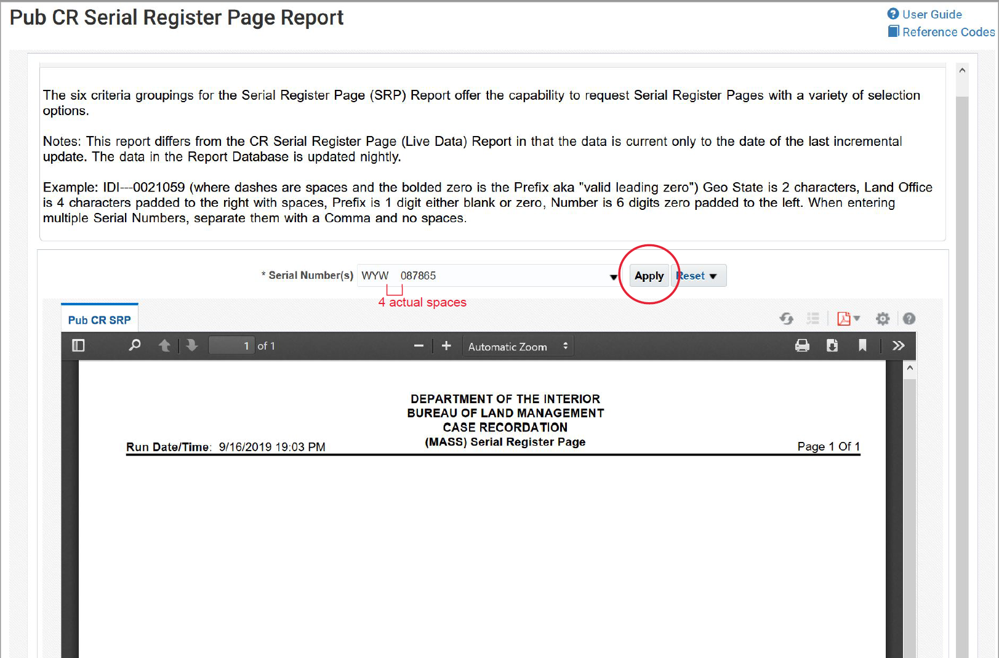 Pub CR Serial Register Page Report
User Guide
Reference Codes
The six criteria groupings for the Serial Register Page (SRP) Report offer the capability to request Serial Register Pages with a variety of selection
options.
Notes: This report differs from the CR Serial Register Page (Live Data) Report in that the data is current only to the date of the last incremental
update. The data in the Report Database is updated nightly.
Example: IDI---0021059 (where dashes are spaces and the bolded zero is the Prefix aka "valid leading zero") Geo State is 2 characters, Land Office
is 4 characters padded to the right with spaces, Prefix is 1 digit either blank or zero, Number is 6 digits zero padded to the left. When entering
multiple Serial Numbers, separate them with a Comma and no spaces.
* Serial Number(s) WYW    087865 Apply Reset
4 actual spaces
Pub CR SRP
1 of 1 Automatic Zoom
DEPARTMENT OF THE INTERIOR
BUREAU OF LAND MANAGEMENT
CASE RECORDATION
(MASS) Serial Register Page
Run Date/Time: 9/16/2019 19:03 PM
Page 1 Of 1